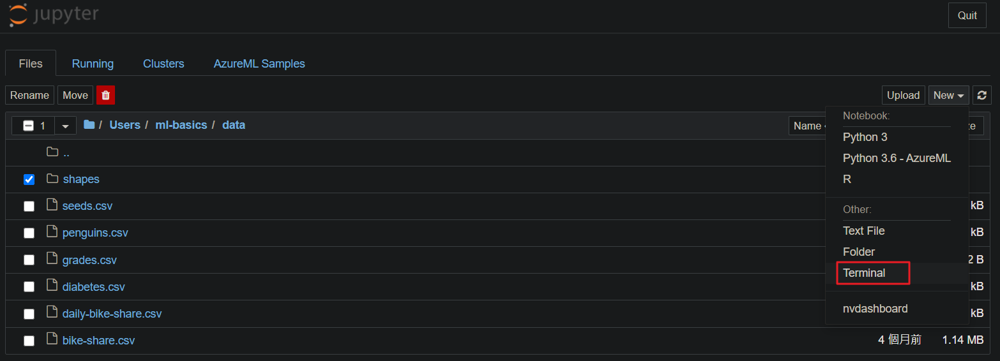 jupyter
Quit
Files Running Clusters AzureML Samples
Rename Move Upload New
1 / Users / ml-basics / data Name
Notebook:
Python 3
Python 3.6 - AzureML
R
Other:
Text File
Folder
Terminal
nvdashboard
..
shapes
seeds.csv kB
penguins.csv kB
grades.csv 2 B
diabetes.csv kB
daily-bike-share.csv kB
bike-share.csv 4 個月前 1.14 MB